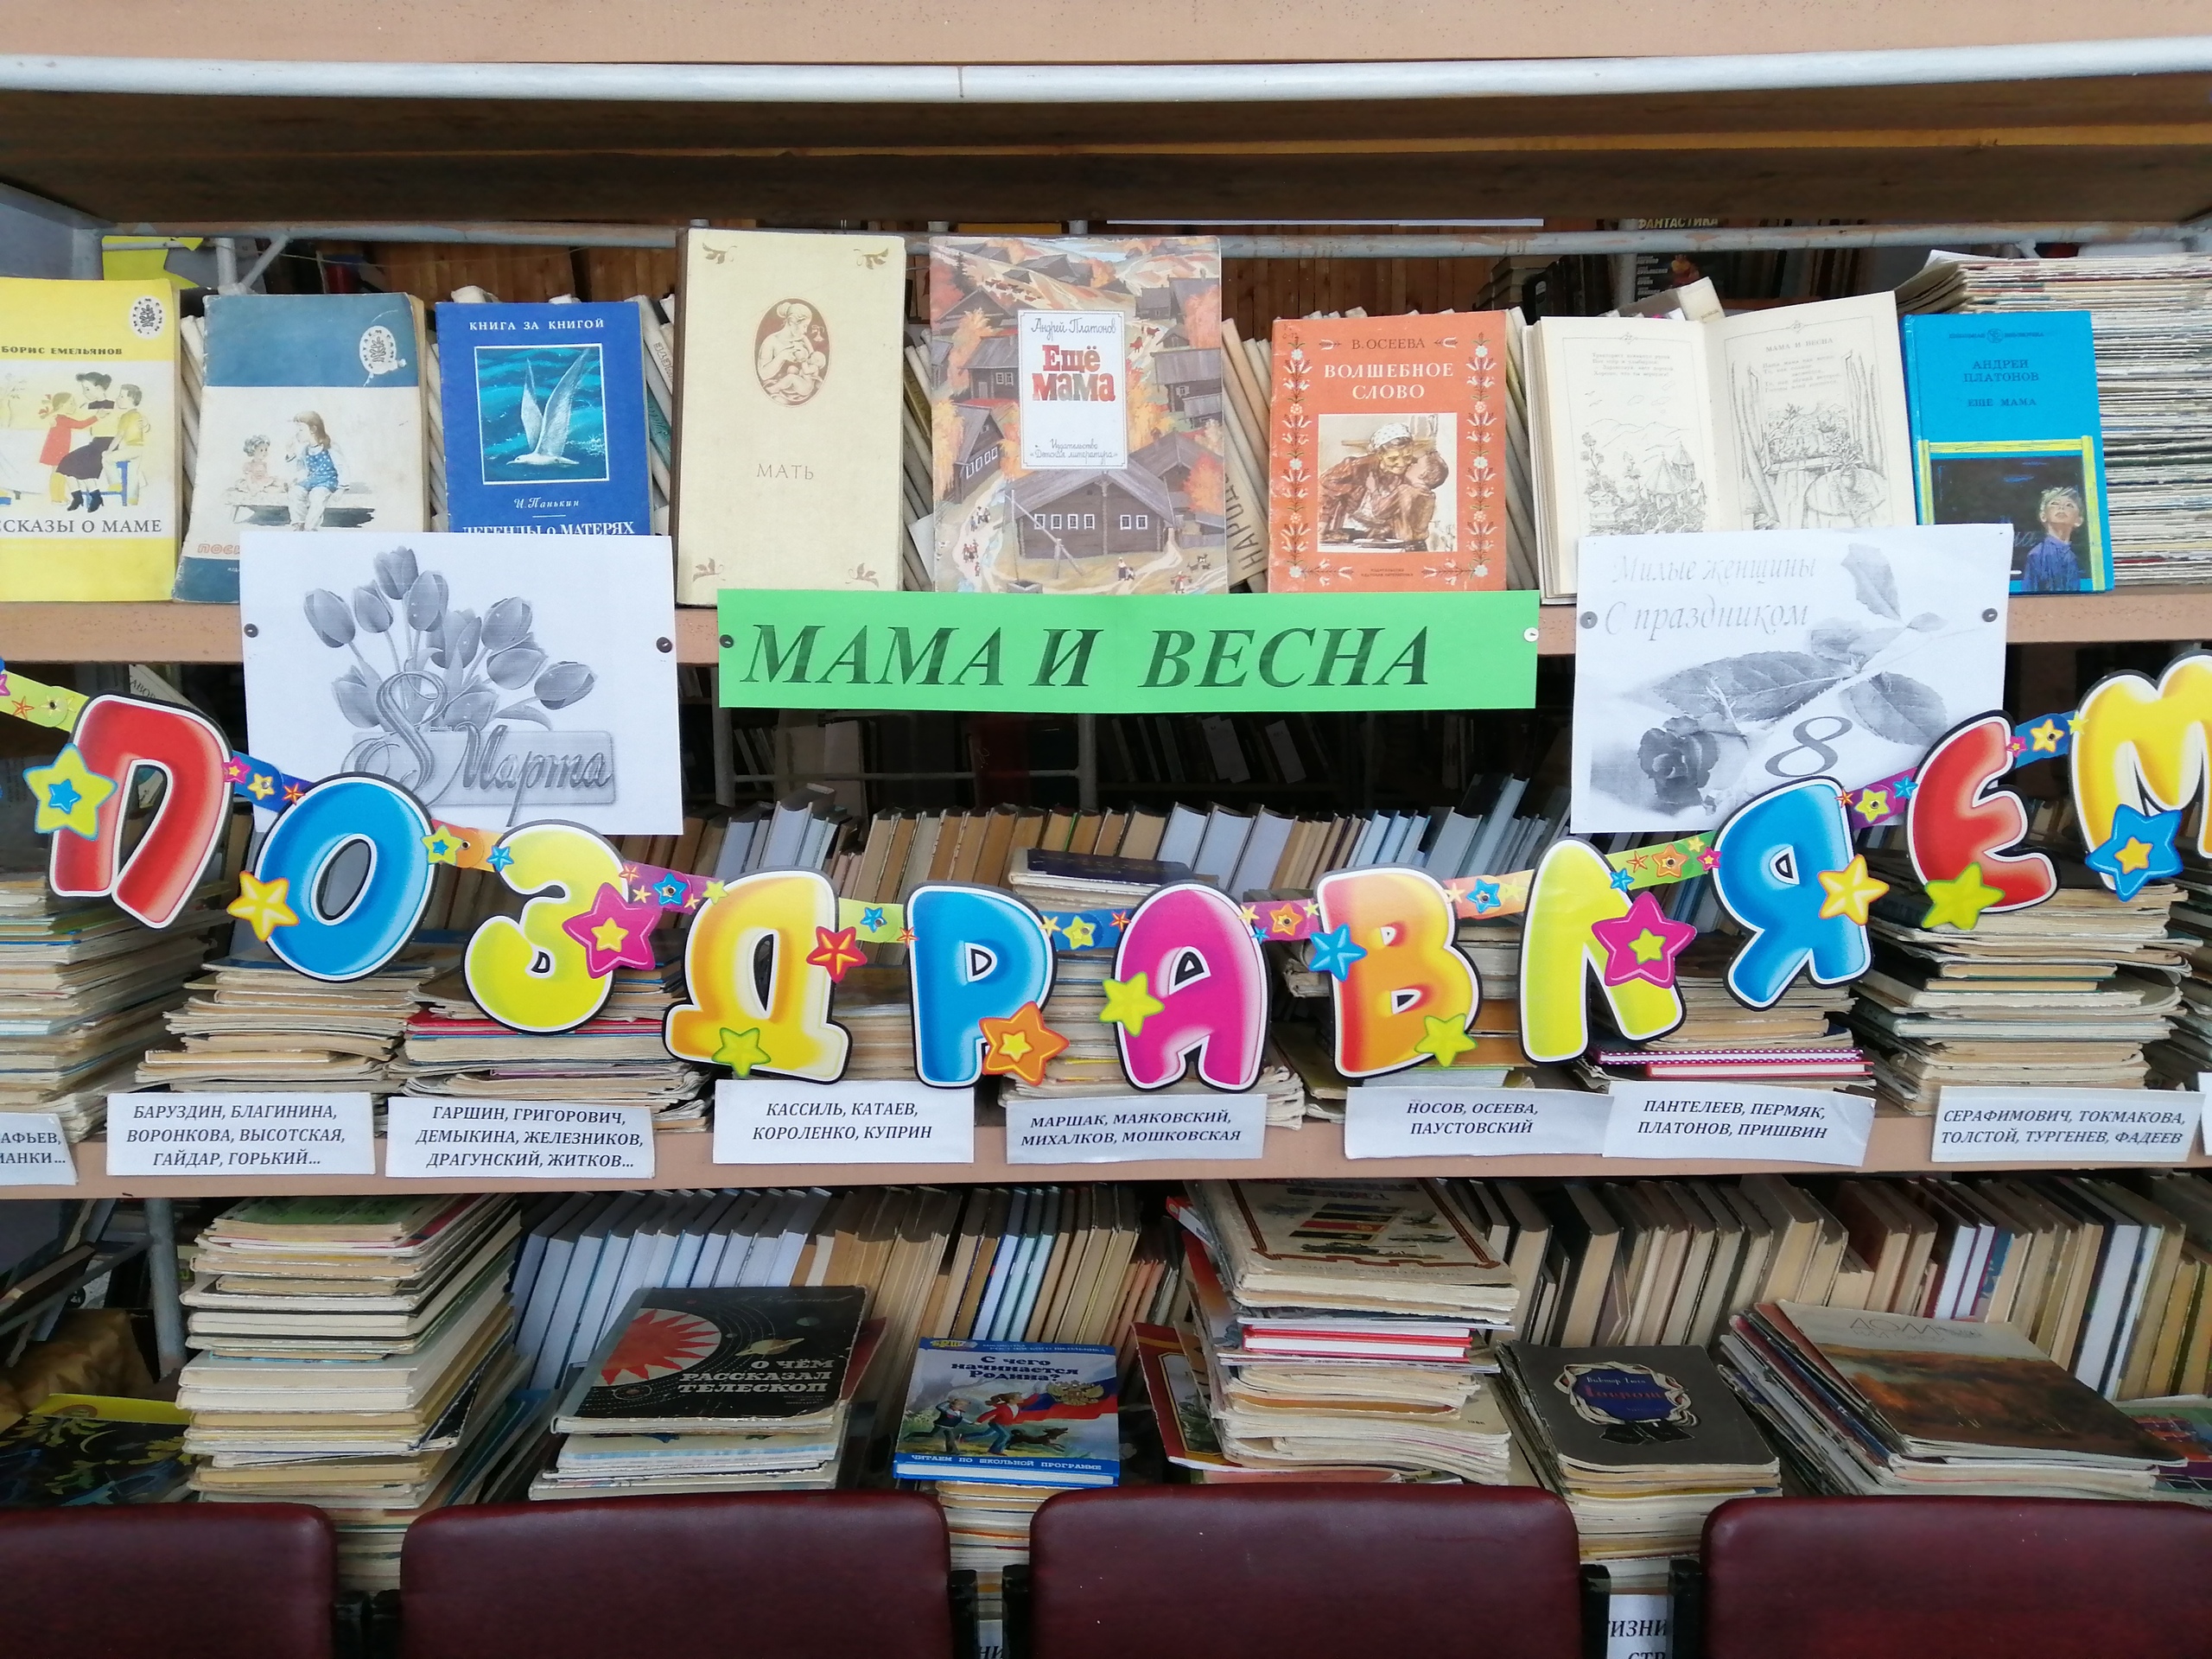 ФАНТАСТИКА
БОРИС ЕМЕЛЬЯНОВ
ССКАЗЫ О МАМЕ
КНИГА ЗА КНИГОЙ
И. Панькин
ЛЕГЕНДЫ о МАТЕРЯХ
МАТЬ
Андрей Платонов
Ещё
мама
Издательство
«Детская литература»
В. ОСЕЕВА
ВОЛШЕБНОЕ
СЛОВО
МАМА И ВЕСНА
АНДРЕЙ
ПЛАТОНОВ
ЕЩЕ МАМА
8 Марта
МАМА И ВЕСНА
Милые женщины
С праздником
8
ПОЗДРАВЛЯЕМ
АФЬЕВ,
ИАНКИ...
БАРУЗДИН, БЛАГИНИНА,
ВОРОНКОВА, ВЫСОТСКАЯ,
ГАЙДАР, ГОРЬКИЙ...
ГАРШИН, ГРИГОРОВИЧ,
ДЕМЫКИНА, ЖЕЛЕЗНИКОВ,
ДРАГУНСКИЙ, ЖИТКОВ...
КАССИЛЬ, КАТАЕВ,
КОРОЛЕНКО, КУПРИН
МАРШАК, МАЯКОВСКИЙ,
МИХАЛКОВ, МОШКОВСКАЯ
НОСОВ, ОСЕЕВА,
ПАУСТОВСКИЙ
ПАНТЕЛЕЕВ, ПЕРМЯК,
ПЛАТОНОВ, ПРИШВИН
СЕРАФИМОВИЧ, ТОКМАКОВА,
ТОЛСТОЙ, ТУРГЕНЕВ, ФАДЕЕВ
О ЧЁМ
РАССКАЗАЛ
ТЕЛЕСКОП
С чего
начинается
Родина?
ЧИТАЕМ ПО ШКОЛЬНОЙ ПРОГРАММЕ
Гаврош